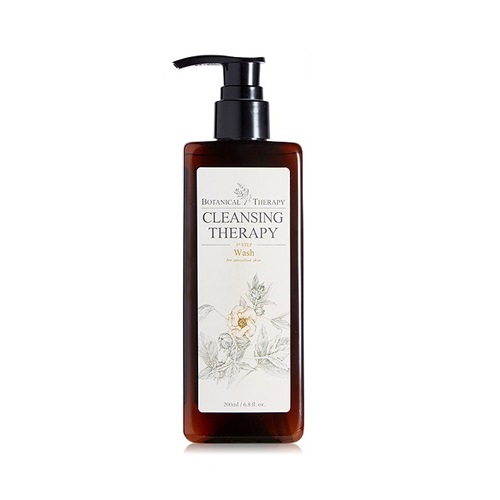 BOTANICAL THERAPY
CLEANSING
THERAPY
Wash
200ml / 6.8 fl. oz.